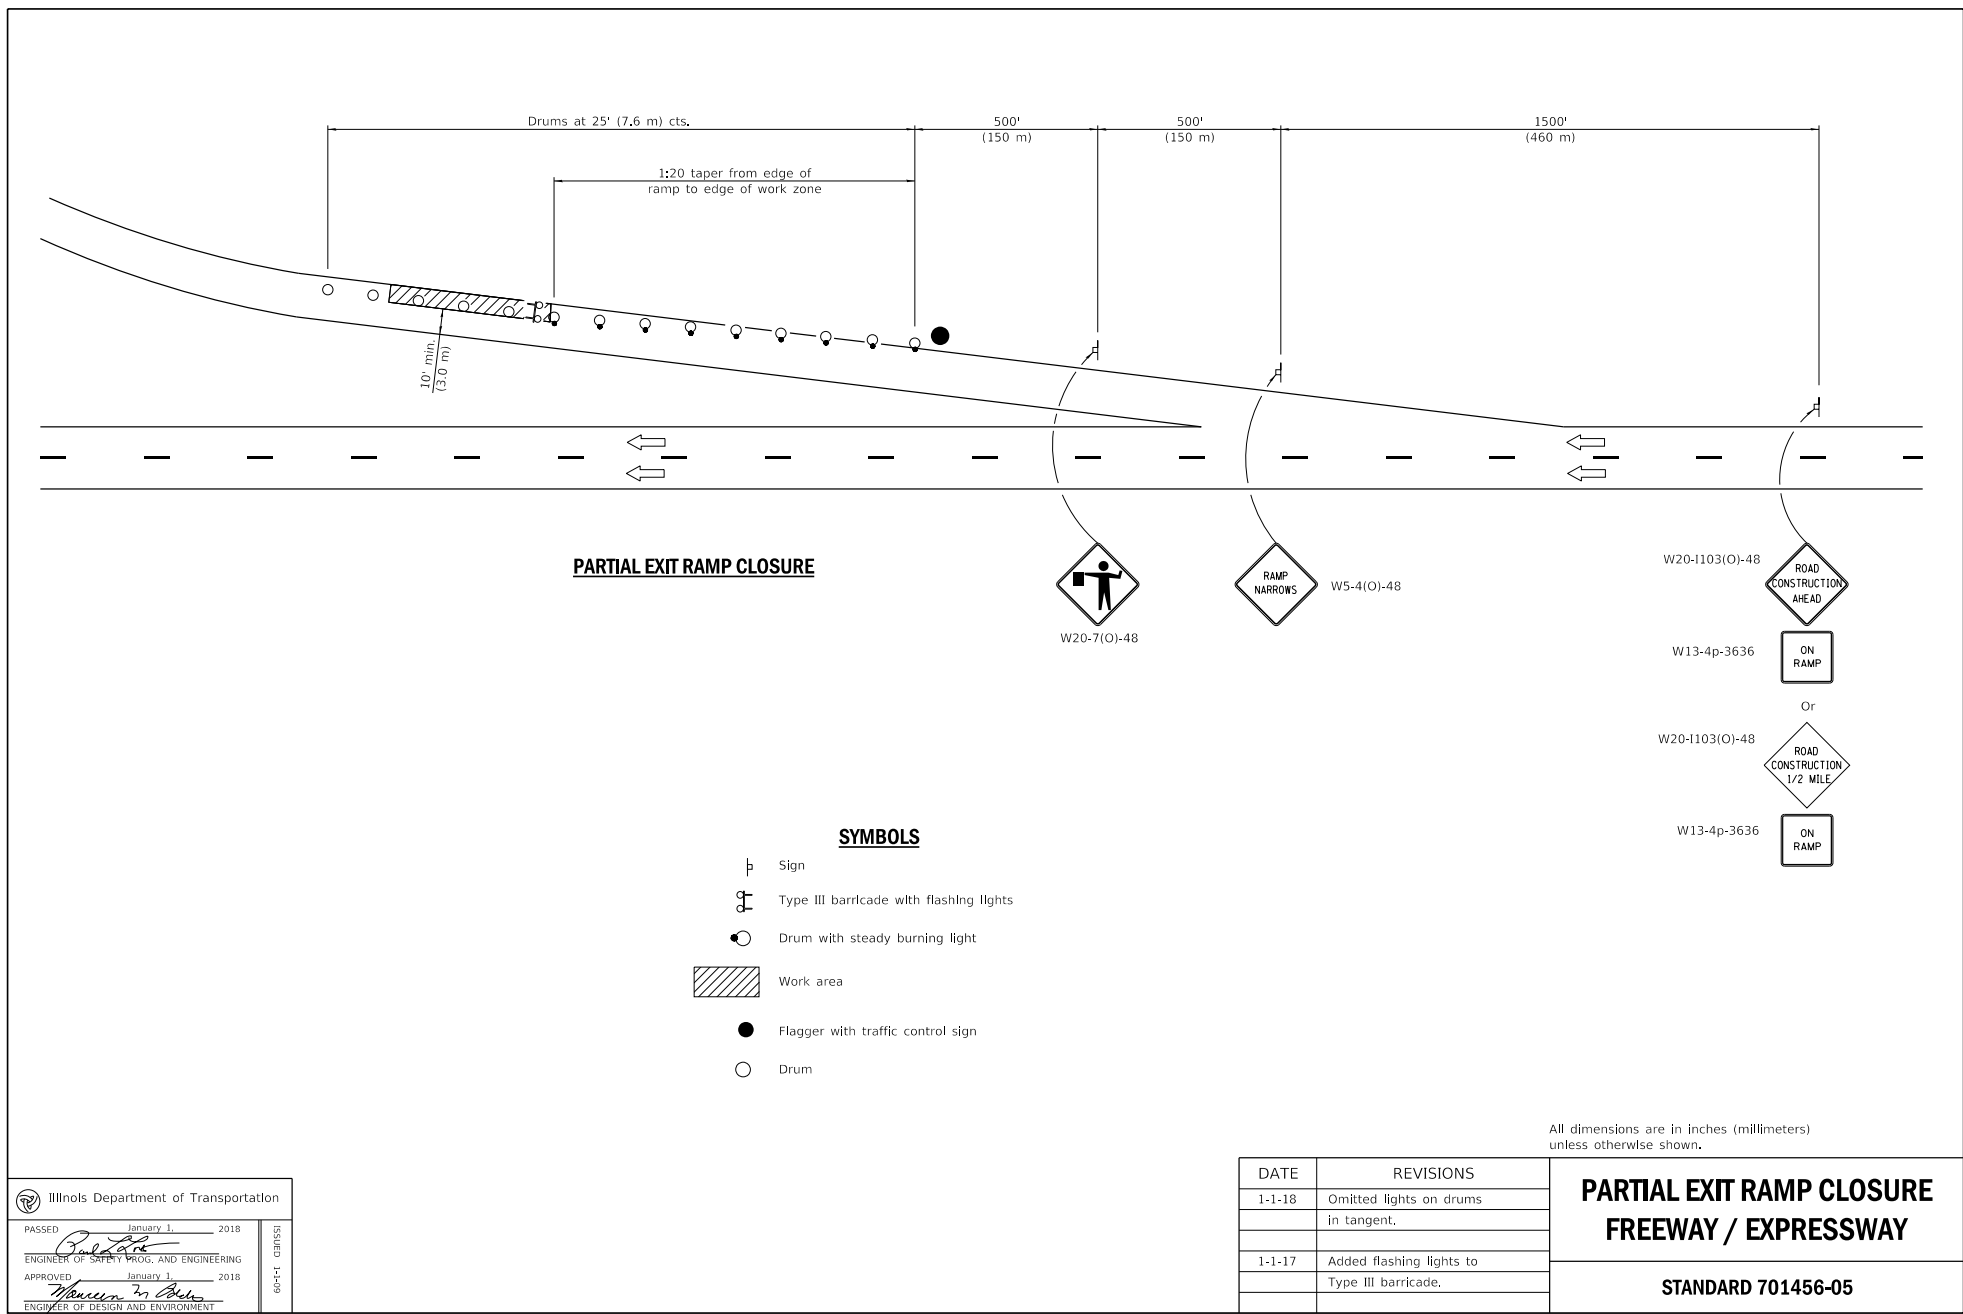 Drums at 25' (7.6 m) cts.
500'
(150 m)
500'
(150 m)
1500'
(460 m)
1:20 taper from edge of
ramp to edge of work zone
10' min.
(3.0 m)
PARTIAL EXIT RAMP CLOSURE
W20-7(O)-48
RAMP
NARROWS
W5-4(O)-48
W20-I103(O)-48
ROAD
CONSTRUCTION
AHEAD
W13-4p-3636
ON
RAMP
Or
W20-I103(O)-48
ROAD
CONSTRUCTION
1/2 MILE
W13-4p-3636
ON
RAMP
SYMBOLS
Sign
Type III barricade with flashing lights
Drum with steady burning light
Work area
Flagger with traffic control sign
Drum
All dimensions are in inches (millimeters)
unless otherwise shown.
Illinois Department of Transportation
PASSED January 1, 2018
ENGINEER OF SAFETY PROG. AND ENGINEERING
APPROVED January 1, 2018
ENGINEER OF DESIGN AND ENVIRONMENT
ISSUED 1-1-09
DATE REVISIONS
1-1-18 Omitted lights on drums
in tangent.
1-1-17 Added flashing lights to
Type III barricade.
PARTIAL EXIT RAMP CLOSURE
FREEWAY / EXPRESSWAY
STANDARD 701456-05